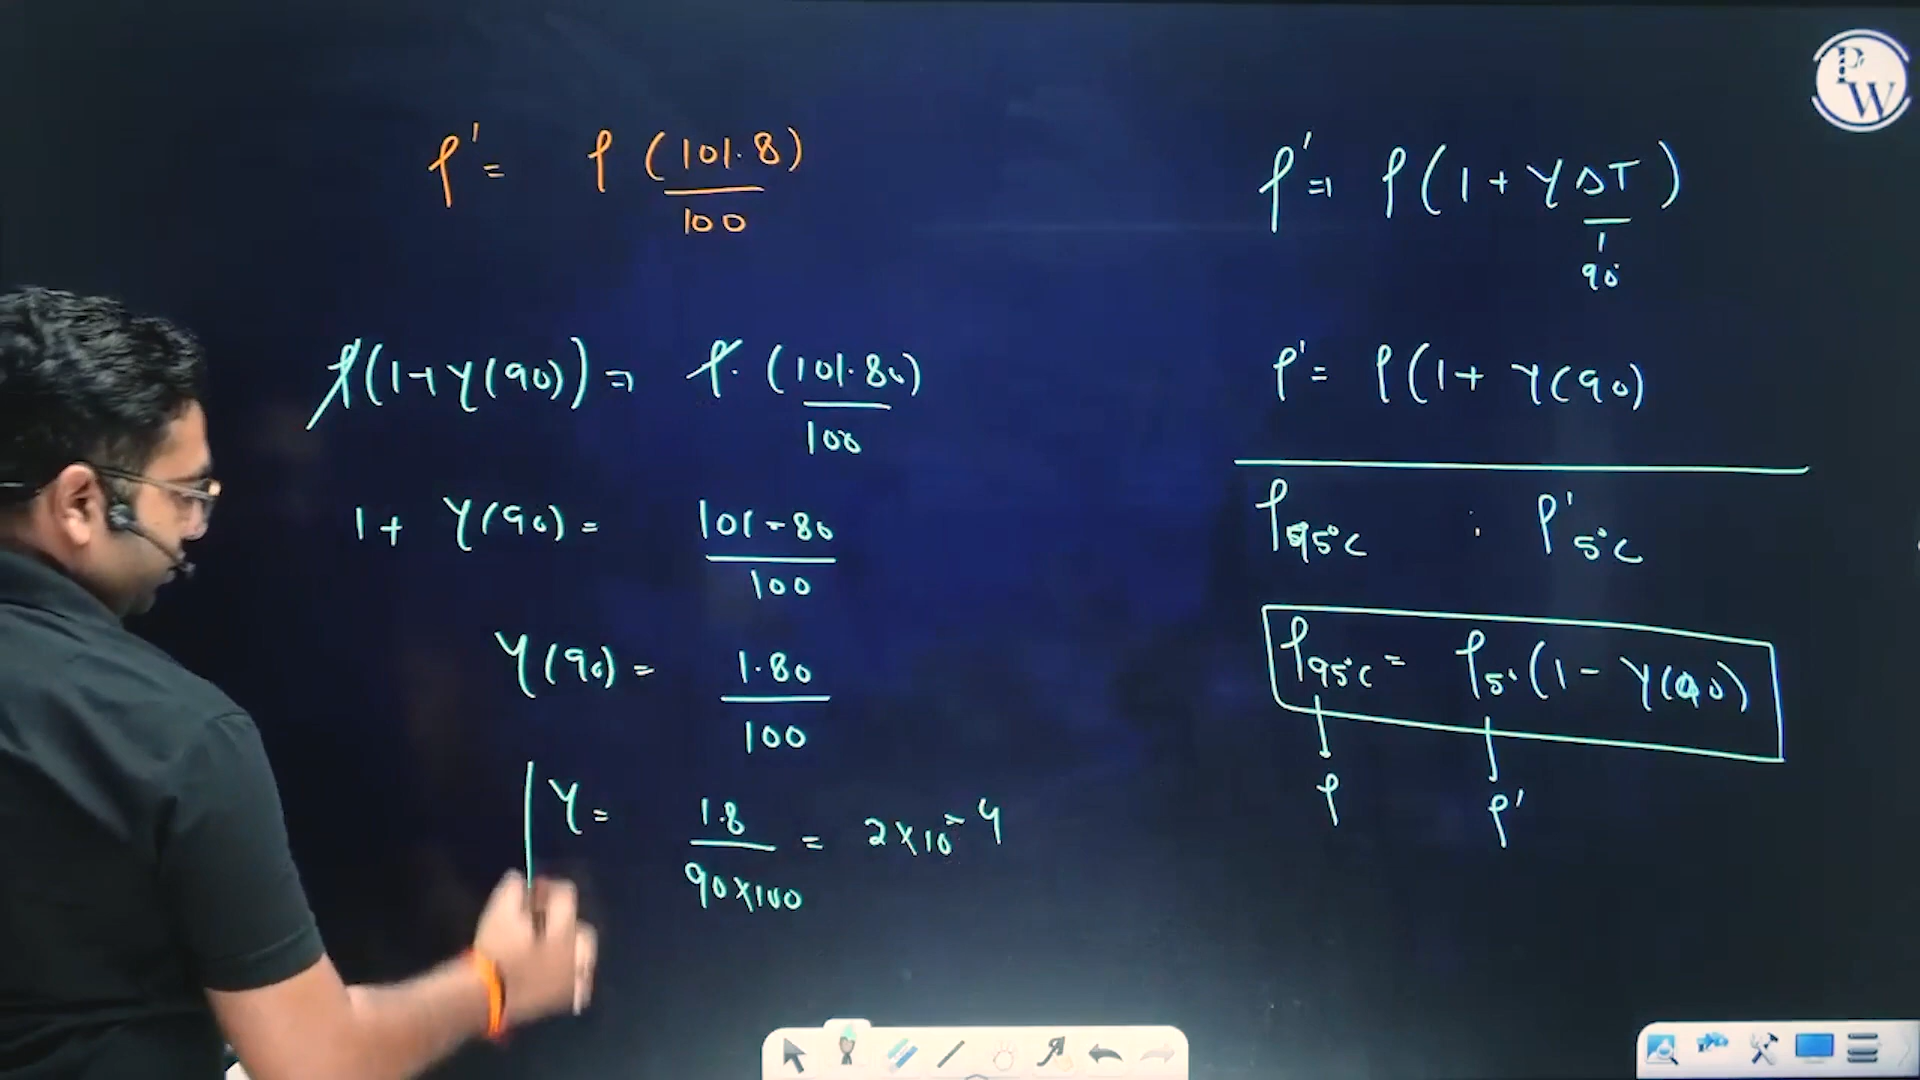 PW
ρ' = ρ (101.8)/100
ρ(1+γ(90)) = ρ. (101.80)/100
1 + γ(90) = 101-80/100
γ(90) = 1.80/100
γ = 1.8/90×100 = 2×10^-4
ρ' = ρ(1 + γΔT)
90
ρ' = ρ(1 + γ(90)
ρ95°C : ρ'5°C
ρ95°C = ρ5°(1 - γ(90)
ρ ρ'